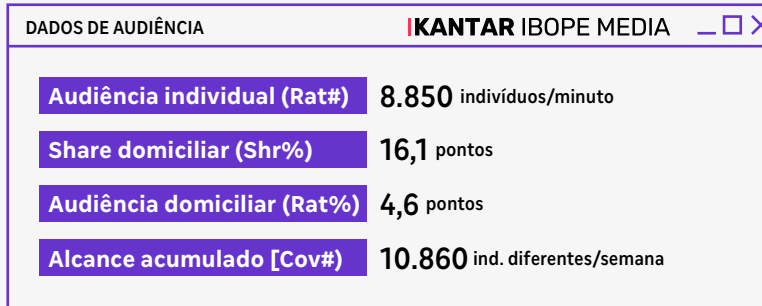 DADOS DE AUDIÊNCIA KANTAR IBOPE MEDIA
Audiência individual (Rat#) 8.850 indivíduos/minuto
Share domiciliar (Shr%) 16,1 pontos
Audiência domiciliar (Rat%) 4,6 pontos
Alcance acumulado [Cov#) 10.860 ind. diferentes/semana